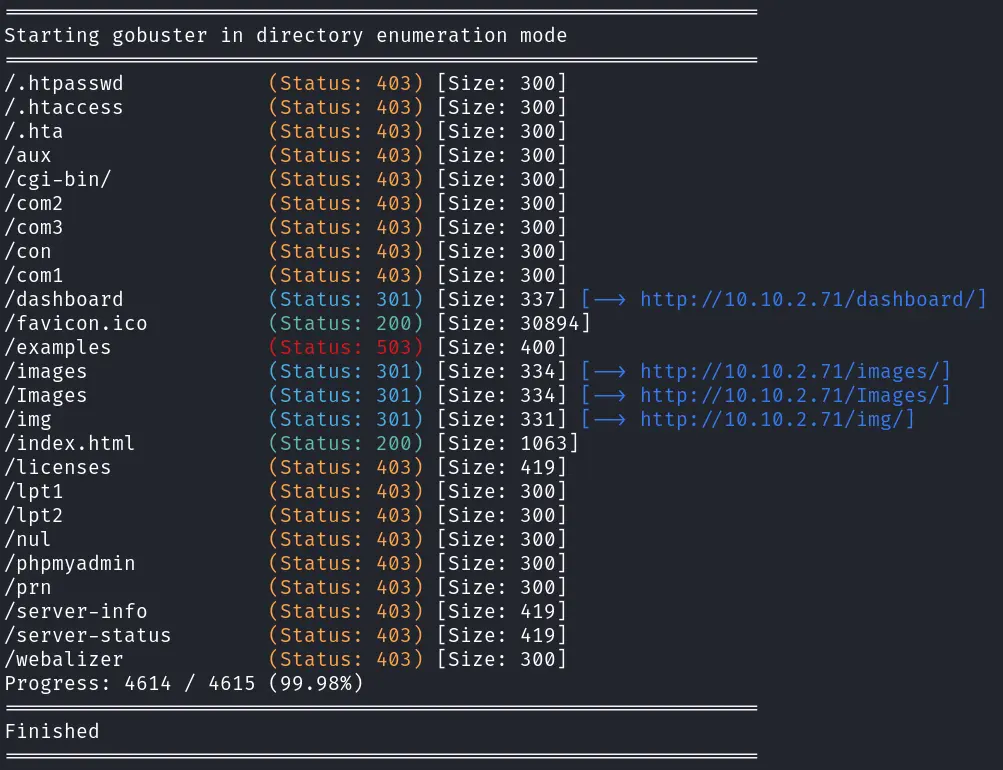 Starting gobuster in directory enumeration mode
/.htpasswd (Status: 403) [Size: 300]
/.htaccess (Status: 403) [Size: 300]
/.hta (Status: 403) [Size: 300]
/aux (Status: 403) [Size: 300]
/cgi-bin/ (Status: 403) [Size: 300]
/com2 (Status: 403) [Size: 300]
/com3 (Status: 403) [Size: 300]
/con (Status: 403) [Size: 300]
/com1 (Status: 403) [Size: 300]
/dashboard (Status: 301) [Size: 337] [--> http://10.10.2.71/dashboard/]
/favicon.ico (Status: 200) [Size: 30894]
/examples (Status: 503) [Size: 400]
/images (Status: 301) [Size: 334] [--> http://10.10.2.71/images/]
/Images (Status: 301) [Size: 334] [--> http://10.10.2.71/Images/]
/img (Status: 301) [Size: 331] [--> http://10.10.2.71/img/]
/index.html (Status: 200) [Size: 1063]
/licenses (Status: 403) [Size: 419]
/lpt1 (Status: 403) [Size: 300]
/lpt2 (Status: 403) [Size: 300]
/nul (Status: 403) [Size: 300]
/phpmyadmin (Status: 403) [Size: 300]
/prn (Status: 403) [Size: 300]
/server-info (Status: 403) [Size: 419]
/server-status (Status: 403) [Size: 419]
/webalizer (Status: 403) [Size: 300]
Progress: 4614 / 4615 (99.98%)
Finished